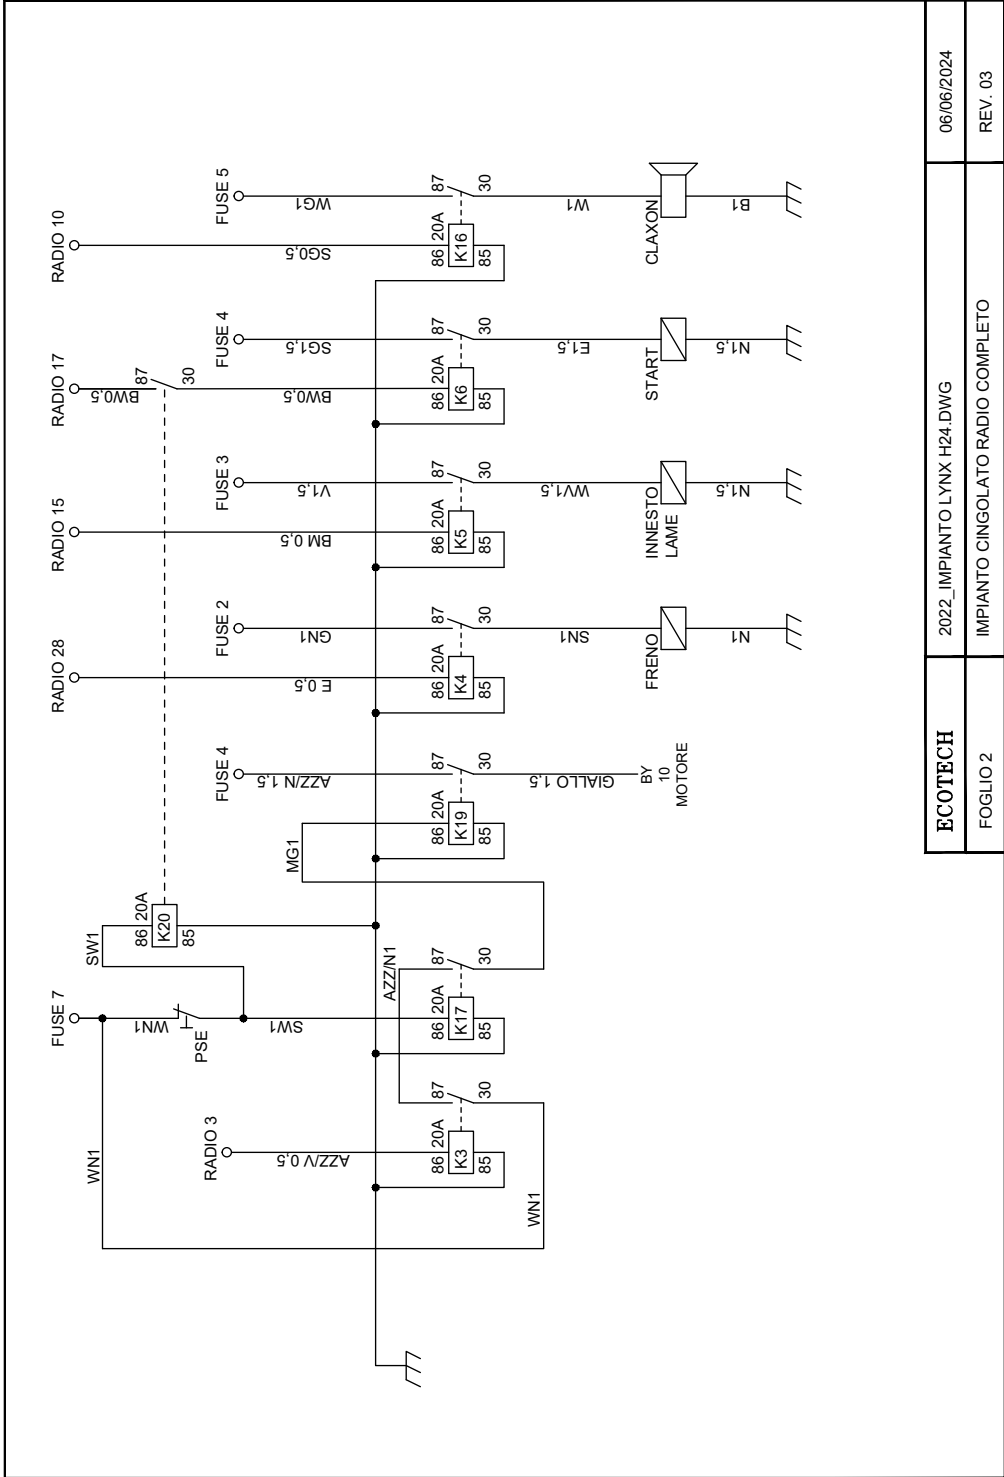 FUSE 7
WN1
WN1
PSE
SW1
SW1
86 20A
K20
85
RADIO 3
AZZ/V 0,5
86 20A
K3
85
87
30
WN1
AZZ/N1
86 20A
K17
85
87
30
MG1
FUSE 4
AZZ/N 1,5
86 20A
K19
85
87
30
GIALLO 1,5
BY
10
MOTORE
RADIO 28
E 0,5
FUSE 2
GN1
86 20A
K4
85
87
30
SN1
FRENO
N1
RADIO 15
BM 0,5
FUSE 3
V1,5
86 20A
K5
85
87
30
WV1,5
INNESTO
LAME
N1,5
RADIO 17
BW0,5
87
30
BW0,5
FUSE 4
SG1,5
86 20A
K6
85
87
30
E1,5
START
N1,5
RADIO 10
SG0,5
FUSE 5
WG1
86 20A
K16
85
87
30
W1
CLAXON
B1
ECOTECH
2022_IMPIANTO LYNX H24.DWG
06/06/2024
FOGLIO 2
IMPIANTO CINGOLATO RADIO COMPLETO
REV. 03